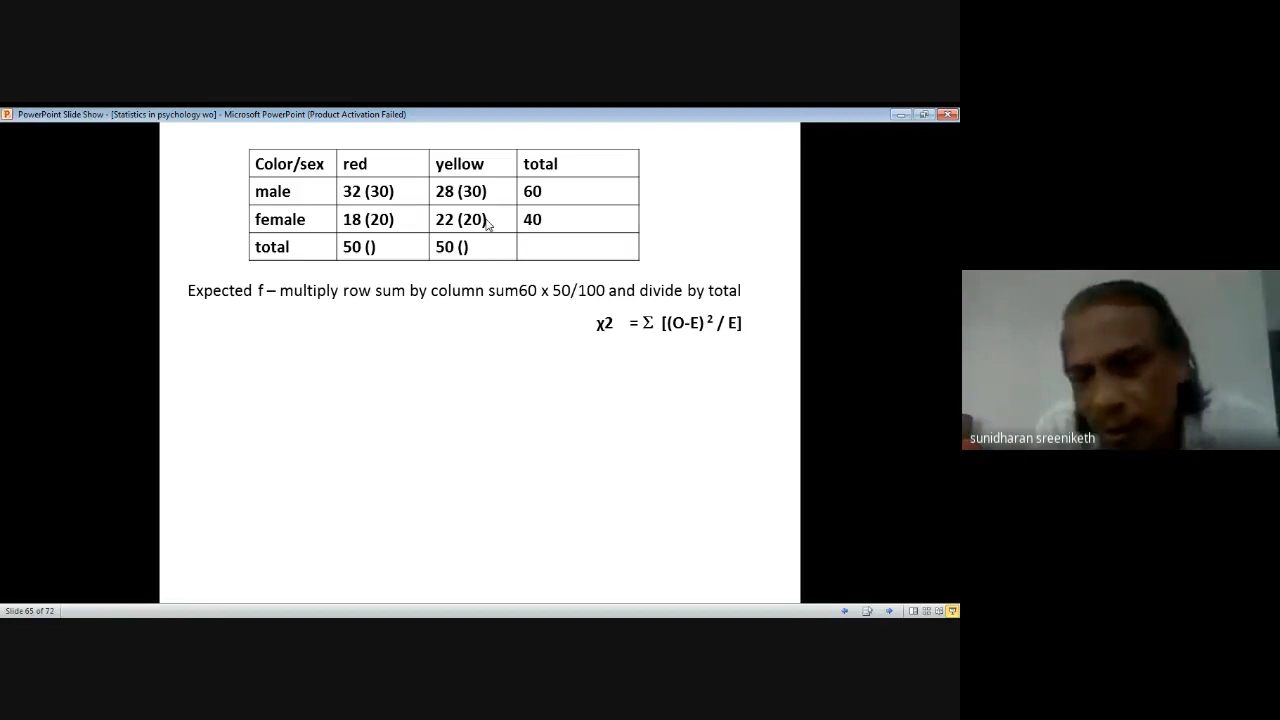 PowerPoint Slide Show - [Statistics in psychology wo] - Microsoft PowerPoint (Product Activation Failed)
Color/sex red yellow total
male 32 (30) 28 (30) 60
female 18 (20) 22 (20) 40
total 50 () 50 ()
Expected f – multiply row sum by column sum60 x 50/100 and divide by total
χ2 = Σ [(O-E) 2 / E]
sunidharan sreeniketh
Slide 65 of 72